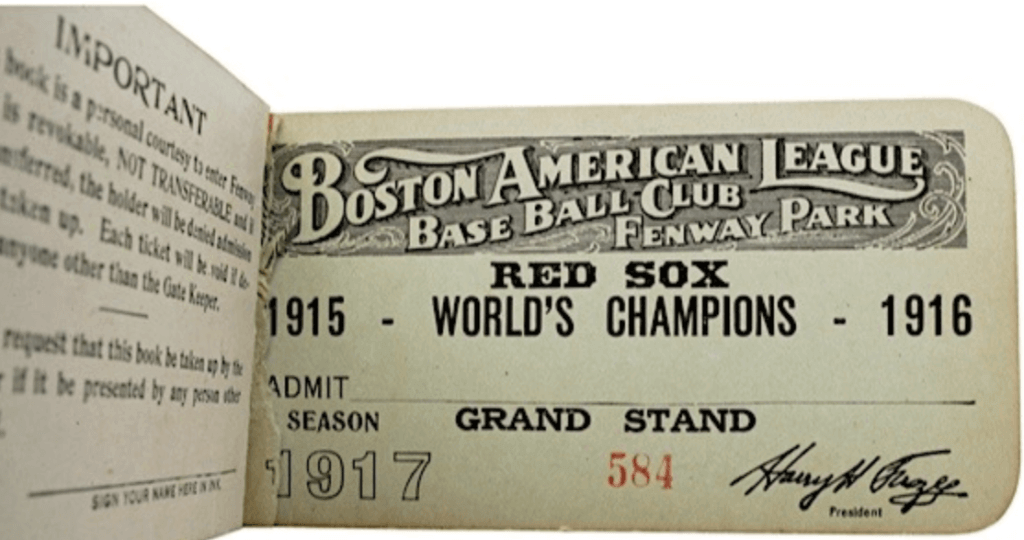 IMPORTANT
book is a personal courtesy to enter Fenway
is revokable, NOT TRANSFERABLE and if
the holder will be denied admission
taken up. Each ticket will be void if de-
anyone other than the Gate Keeper.
request that this book be taken up by the
if it be presented by any person other
SIGN YOUR NAME HERE IN INK.
BOSTON AMERICAN LEAGUE
BASE BALL CLUB
FENWAY PARK
RED SOX
1915 - WORLD'S CHAMPIONS - 1916
ADMIT
SEASON GRAND STAND
1917 584 Harry H Frazee
President